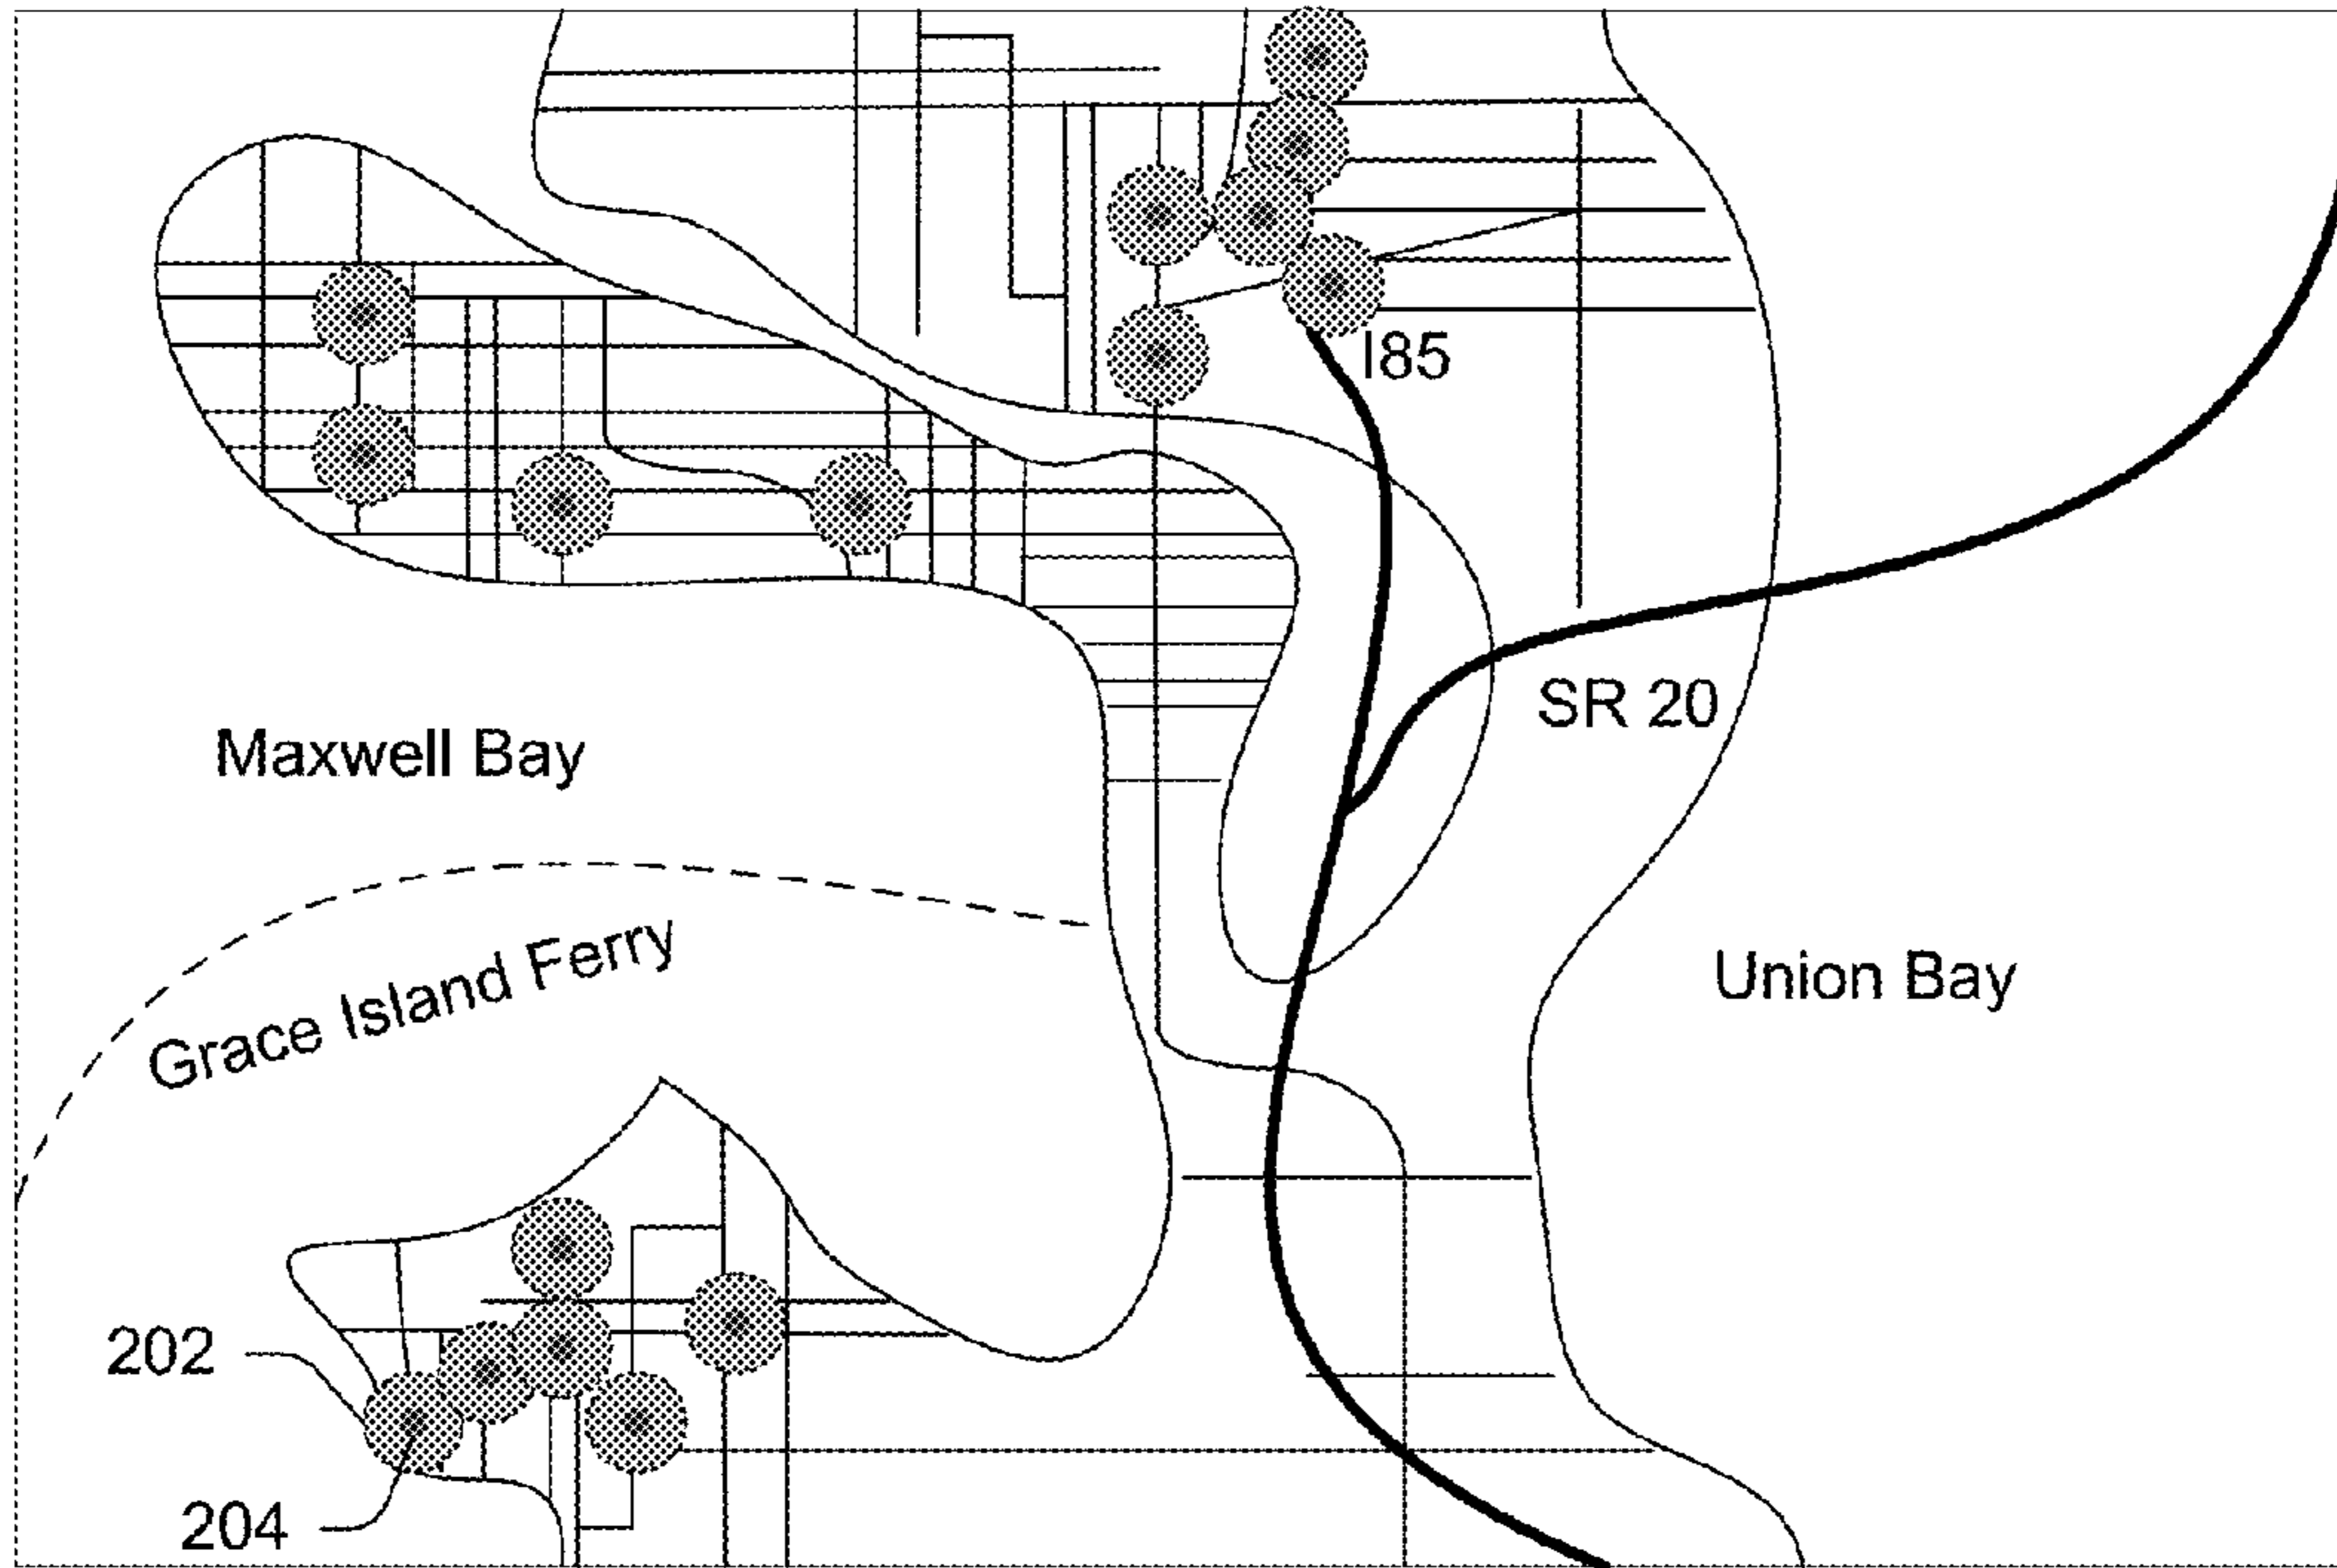 I85
SR 20
Maxwell Bay
Grace Island Ferry
Union Bay
202
204